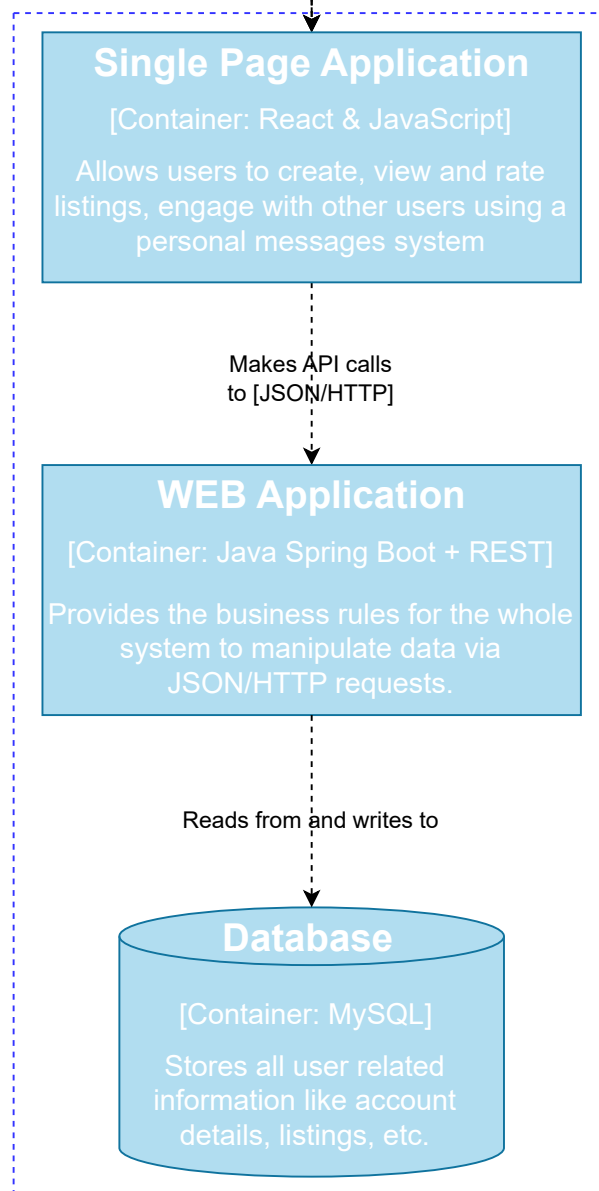 Single Page Application
[Container: React & JavaScript]
Allows users to create, view and rate
listings, engage with other users using a
personal messages system
Makes API calls
to [JSON/HTTP]
WEB Application
[Container: Java Spring Boot + REST]
Provides the business rules for the whole
system to manipulate data via
JSON/HTTP requests.
Reads from and writes to
Database
[Container: MySQL]
Stores all user related
information like account
details, listings, etc.